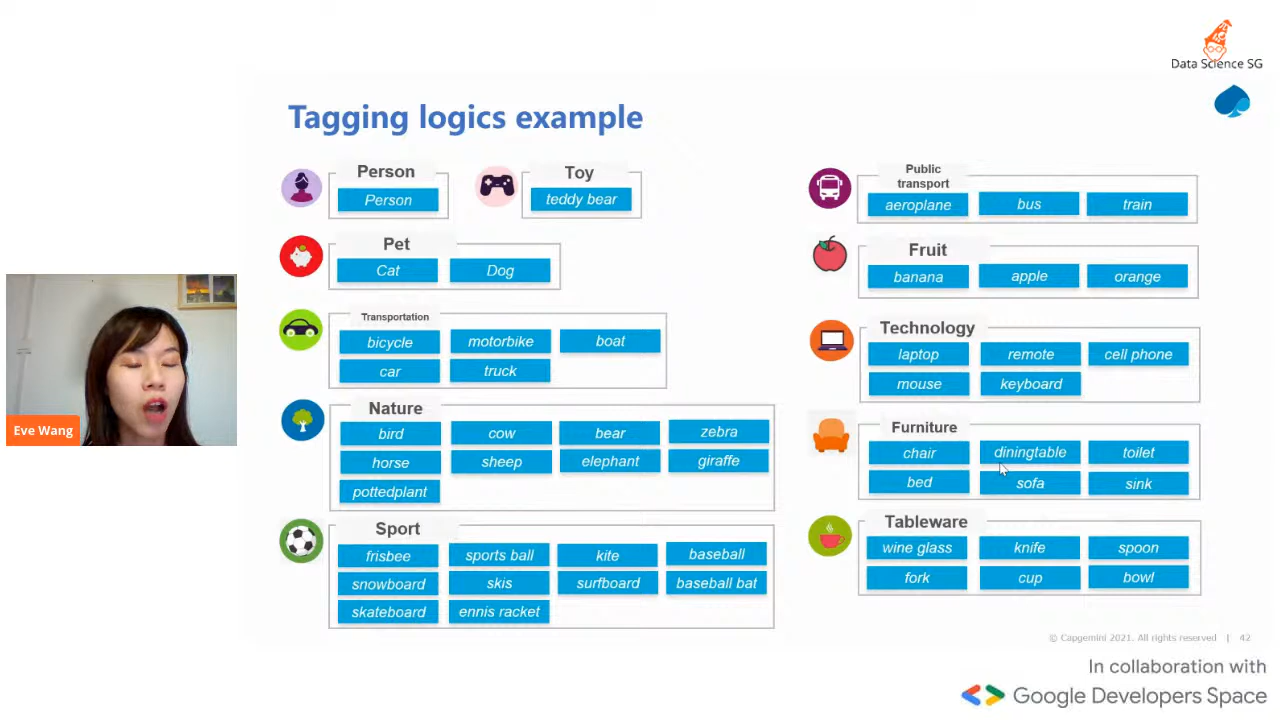 Data Science SG
Tagging logics example
Person
Person
Toy
teddy bear
Pet
Cat Dog
Transportation
bicycle motorbike boat
car truck
Nature
bird cow bear zebra
horse sheep elephant giraffe
pottedplant
Sport
frisbee sports ball kite baseball
snowboard skis surfboard baseball bat
skateboard ennis racket
Public
transport
aeroplane bus train
Fruit
banana apple orange
Technology
laptop remote cell phone
mouse keyboard
Furniture
chair diningtable toilet
bed sofa sink
Tableware
wine glass knife spoon
fork cup bowl
Eve Wang
© Capgemini 2021. All rights reserved | 42
In collaboration with
Google Developers Space